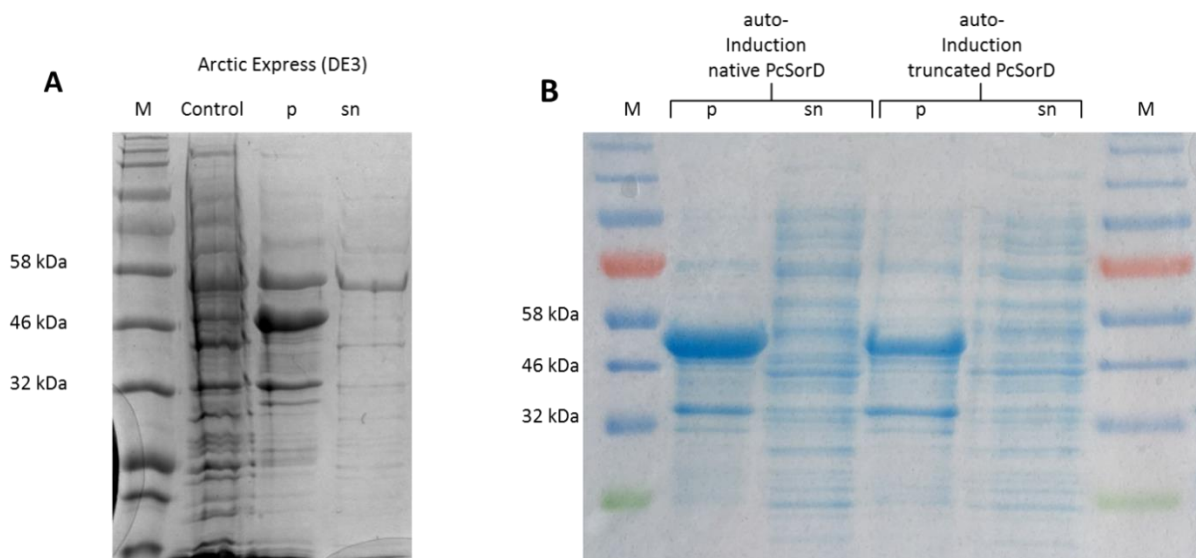 A
Arctic Express (DE3)
M Control p sn
58 kDa
46 kDa
32 kDa
B
auto-
Induction
native PcSorD
auto-
Induction
truncated PcSorD
M p sn p sn M
58 kDa
46 kDa
32 kDa